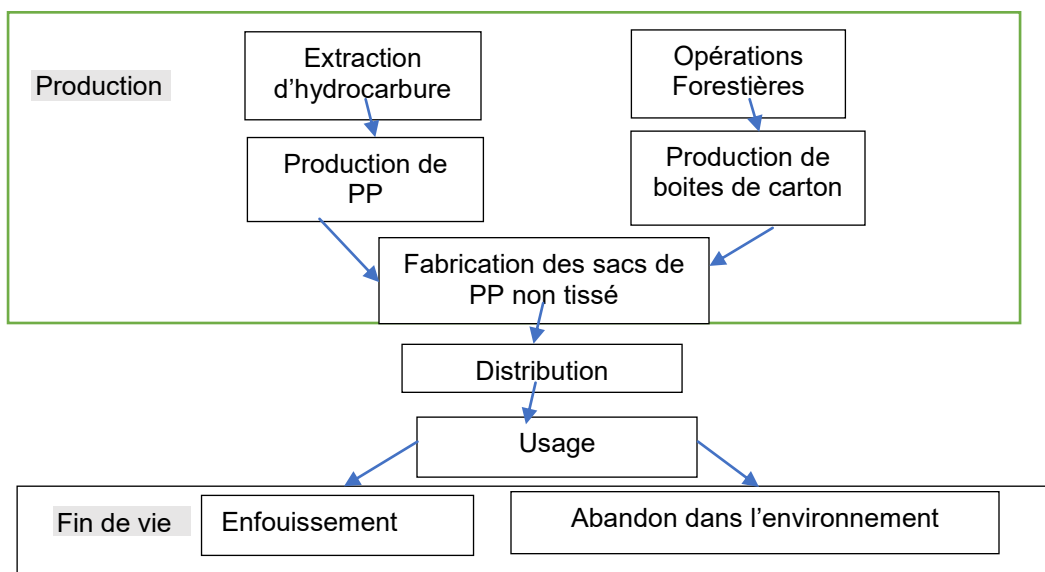 Production
Extraction
d’hydrocarbure
Opérations
Forestières
Production de
PP
Production de
boites de carton
Fabrication des sacs de
PP non tissé
Distribution
Usage
Fin de vie
Enfouissement
Abandon dans l’environnement